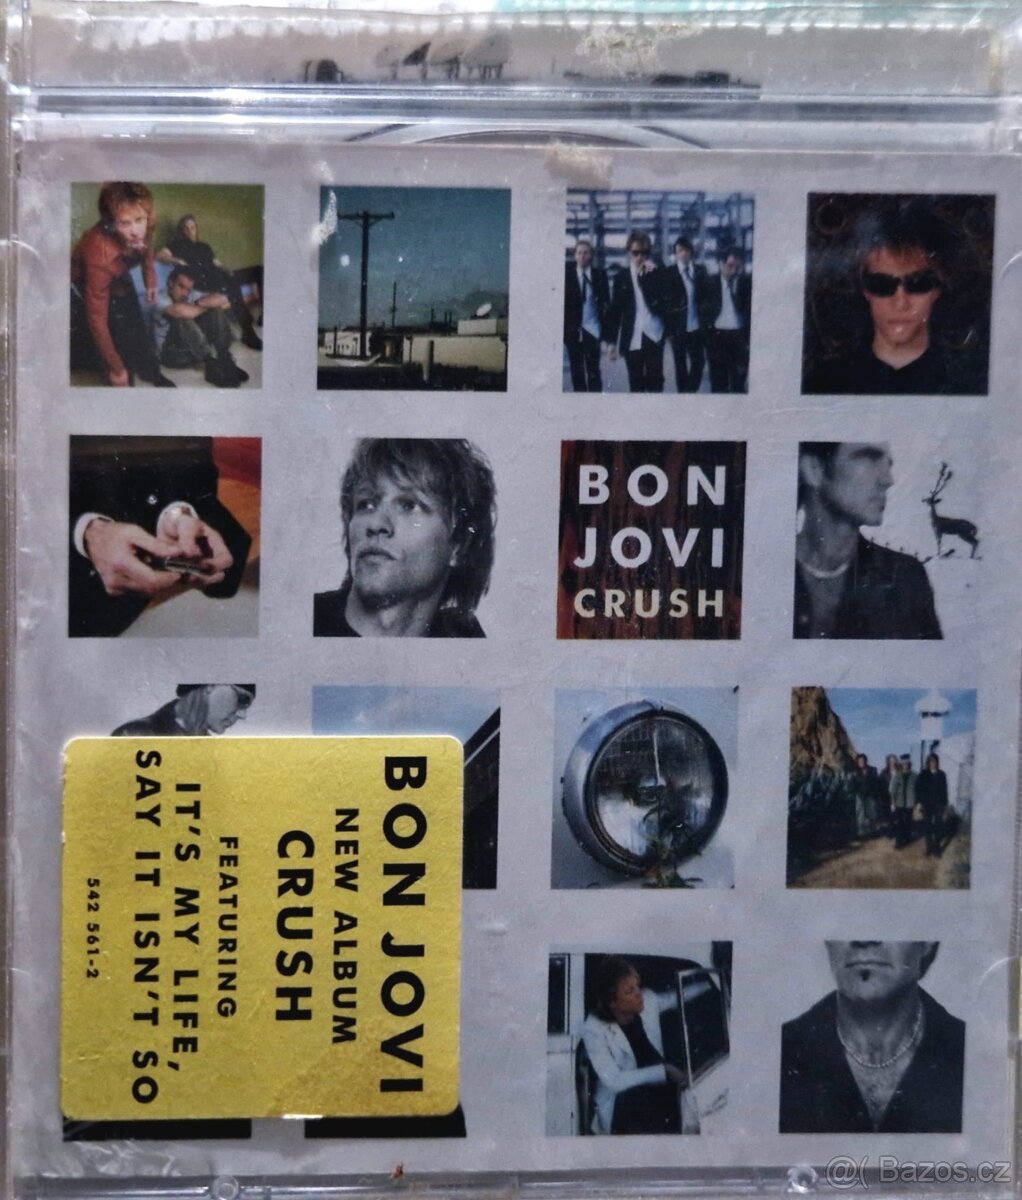 BON
JOVI
CRUSH
BON JOVI
NEW ALBUM
CRUSH
FEATURING
IT'S MY LIFE,
SAY IT ISN'T SO
542 561-2
@( Bazos.cz